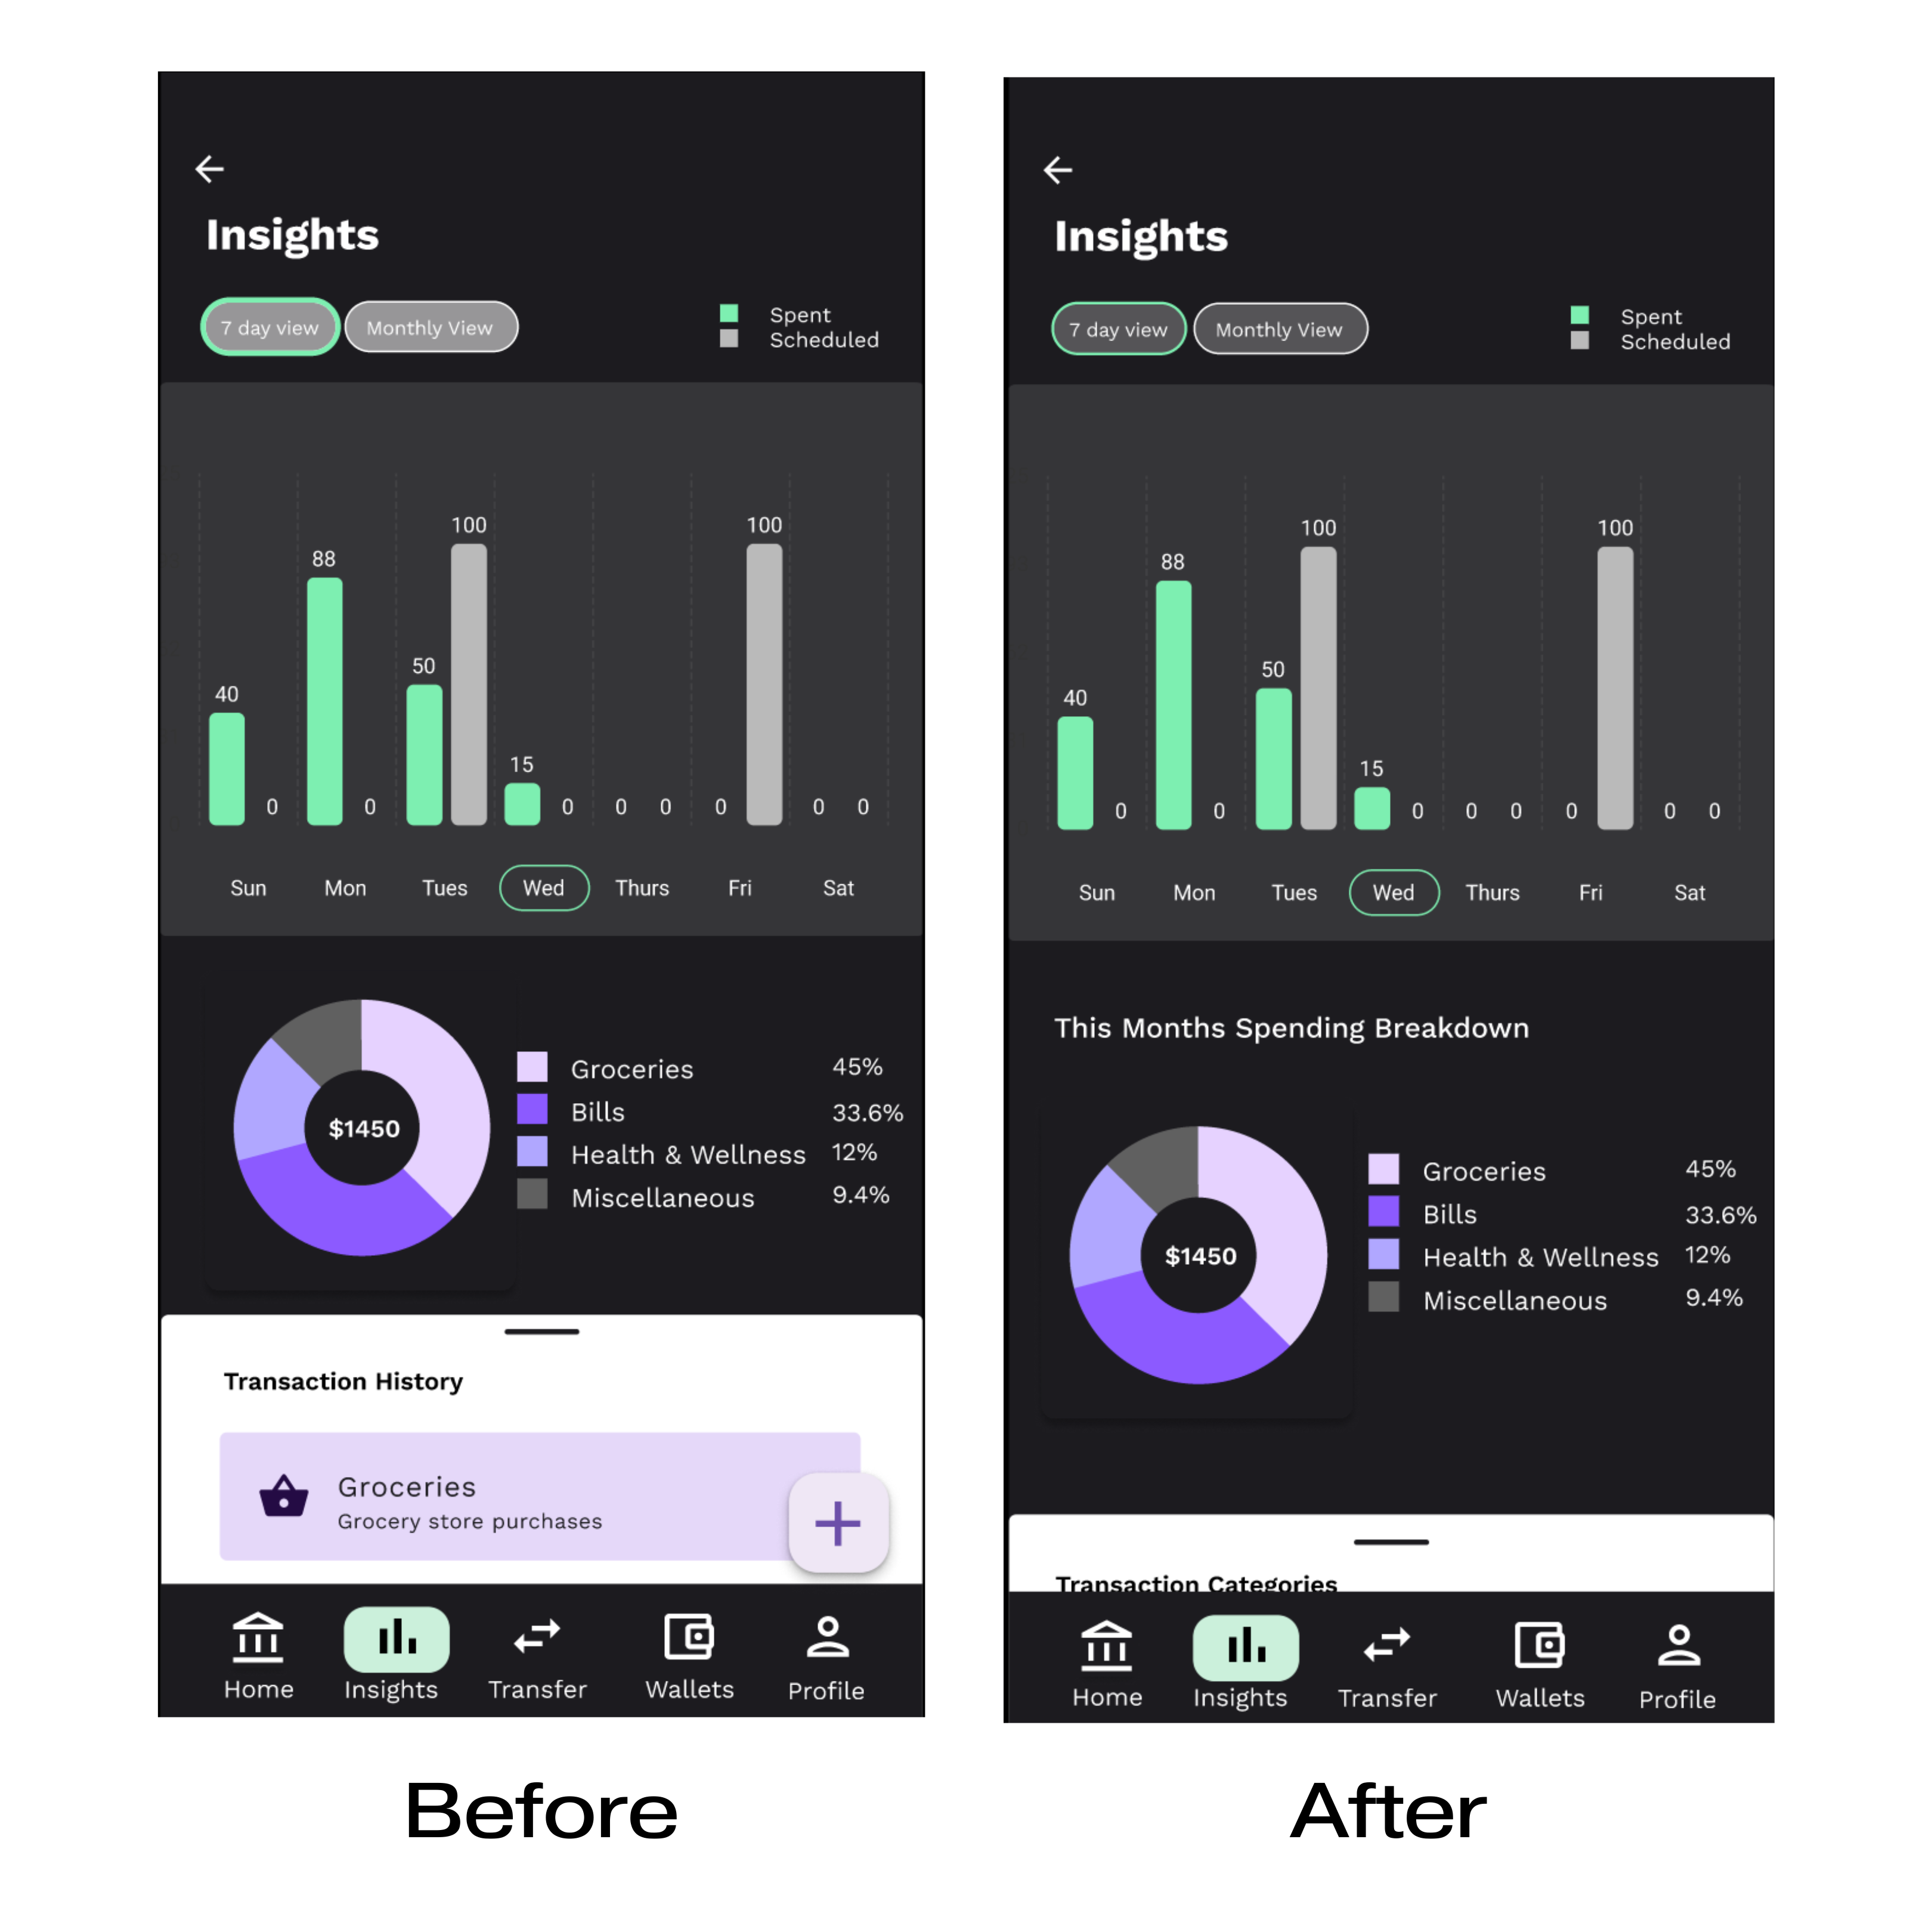 Insights
7 day view Monthly View
Spent
Scheduled
100 100
88
50
40
15
0 0 0 0 0 0 0 0
Sun Mon Tues Wed Thurs Fri Sat
$1450
Groceries 45%
Bills 33.6%
Health & Wellness 12%
Miscellaneous 9.4%
Transaction History
Groceries
Grocery store purchases
Home Insights Transfer Wallets Profile
Before
Insights
7 day view Monthly View
Spent
Scheduled
100 100
88
50
40
15
0 0 0 0 0 0 0 0
Sun Mon Tues Wed Thurs Fri Sat
This Months Spending Breakdown
$1450
Groceries 45%
Bills 33.6%
Health & Wellness 12%
Miscellaneous 9.4%
Transaction Categories
Home Insights Transfer Wallets Profile
After